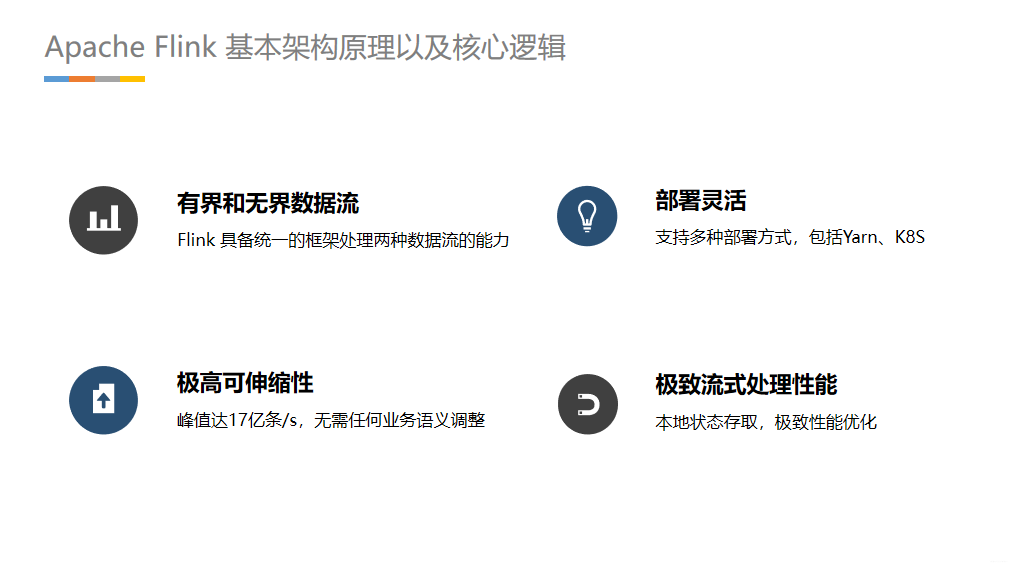 Apache Flink 基本架构原理以及核心逻辑
有界和无界数据流
Flink 具备统一的框架处理两种数据流的能力
部署灵活
支持多种部署方式，包括Yarn、K8S
极高可伸缩性
峰值达17亿条/s，无需任何业务语义调整
极致流式处理性能
本地状态存取，极致性能优化